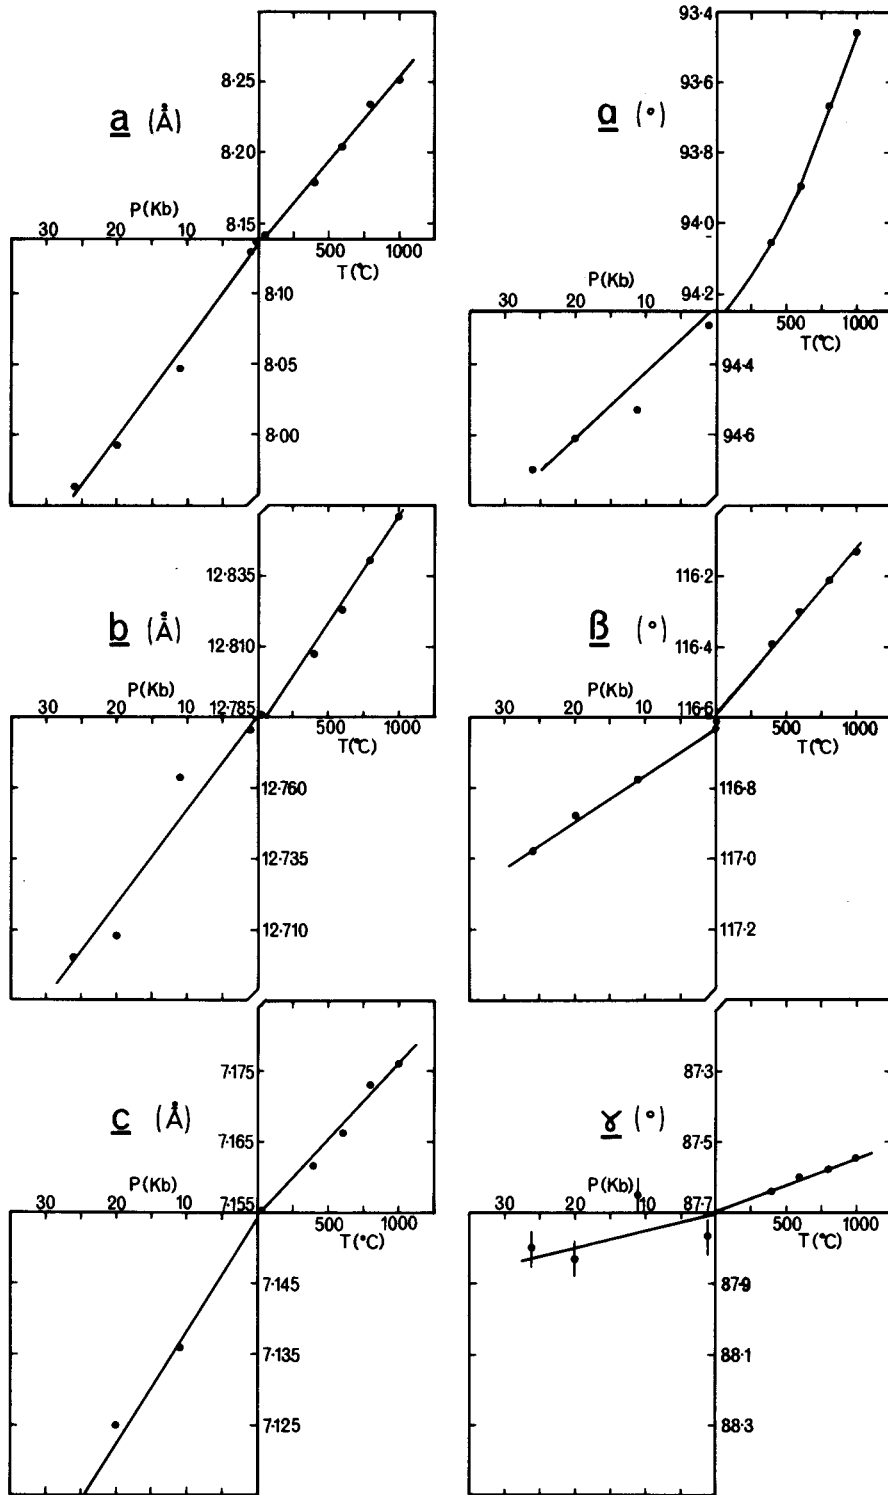 a (Å)
8·25
8·20
8·15
P(Kb)
30 20 10
500 1000
T(°C)
8·10
8·05
8·00
α (°)
93·4
93·6
93·8
94·0
94·2
P(Kb)
30 20 10
500 1000
T(°C)
94·4
94·6
b (Å)
12·835
12·810
12·785
P(Kb)
30 20 10
500 1000
T(°C)
12·760
12·735
12·710
β (°)
116·2
116·4
116·6
P(Kb)
30 20 10
500 1000
T(°C)
116·8
117·0
117·2
c (Å)
7·175
7·165
7·155
P(Kb)
30 20 10
500 1000
T(°C)
7·145
7·135
7·125
γ (°)
87·3
87·5
87·7
P(Kb)
30 20 10
500 1000
T(°C)
87·9
88·1
88·3